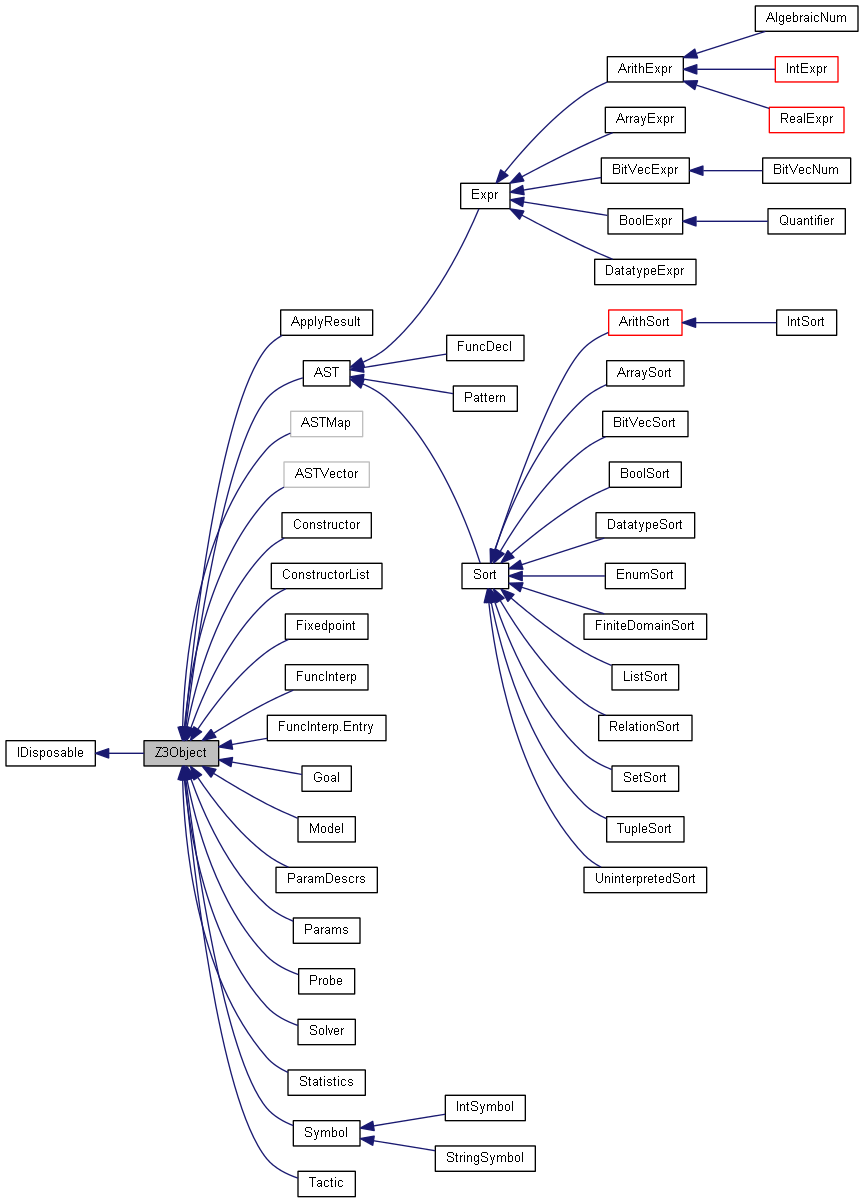 AlgebraicNum
ArithExpr
IntExpr
RealExpr
ArrayExpr
BitVecExpr
BitVecNum
Expr
BoolExpr
Quantifier
DatatypeExpr
ApplyResult
ArithSort
IntSort
FuncDecl
AST
ArraySort
Pattern
ASTMap
BitVecSort
ASTVector
BoolSort
Constructor
DatatypeSort
ConstructorList
Sort
EnumSort
Fixedpoint
FiniteDomainSort
FuncInterp
ListSort
FuncInterp.Entry
RelationSort
IDisposable
Z3Object
Goal
SetSort
Model
TupleSort
ParamDescrs
UninterpretedSort
Params
Probe
Solver
Statistics
IntSymbol
Symbol
StringSymbol
Tactic